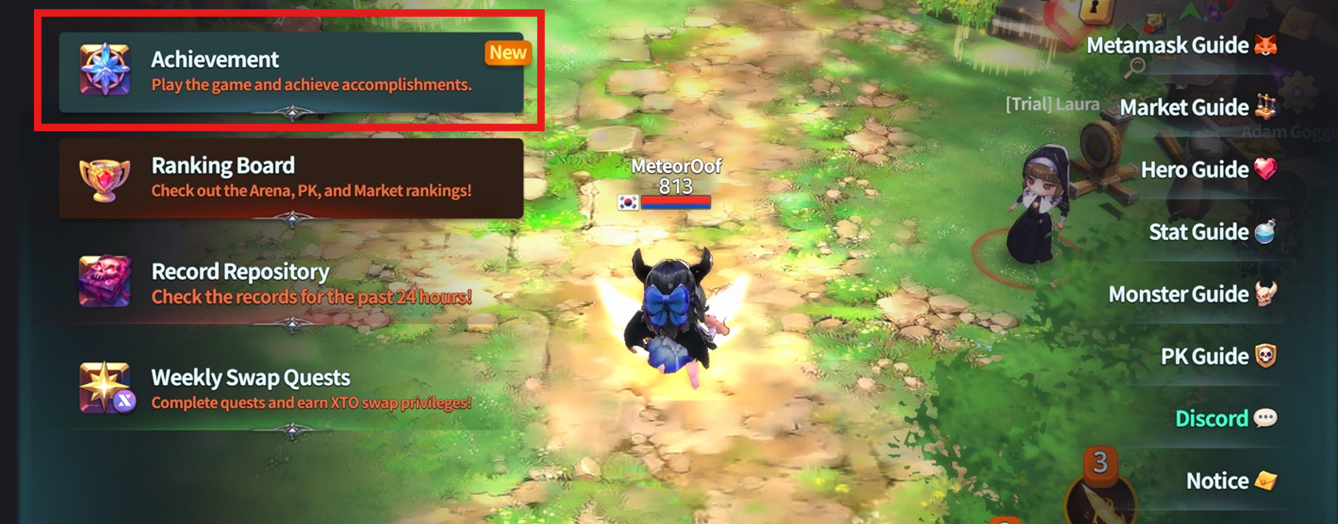 Achievement
New
Play the game and achieve accomplishments.
Ranking Board
Check out the Arena, PK, and Market rankings!
Record Repository
Check the records for the past 24 hours!
Weekly Swap Quests
Complete quests and earn XTO swap privileges!
MeteorOof
813
[Trial] Laura
Metamask Guide
Market Guide
Adam Gogg
Hero Guide
Stat Guide
Monster Guide
PK Guide
Discord
3
Notice